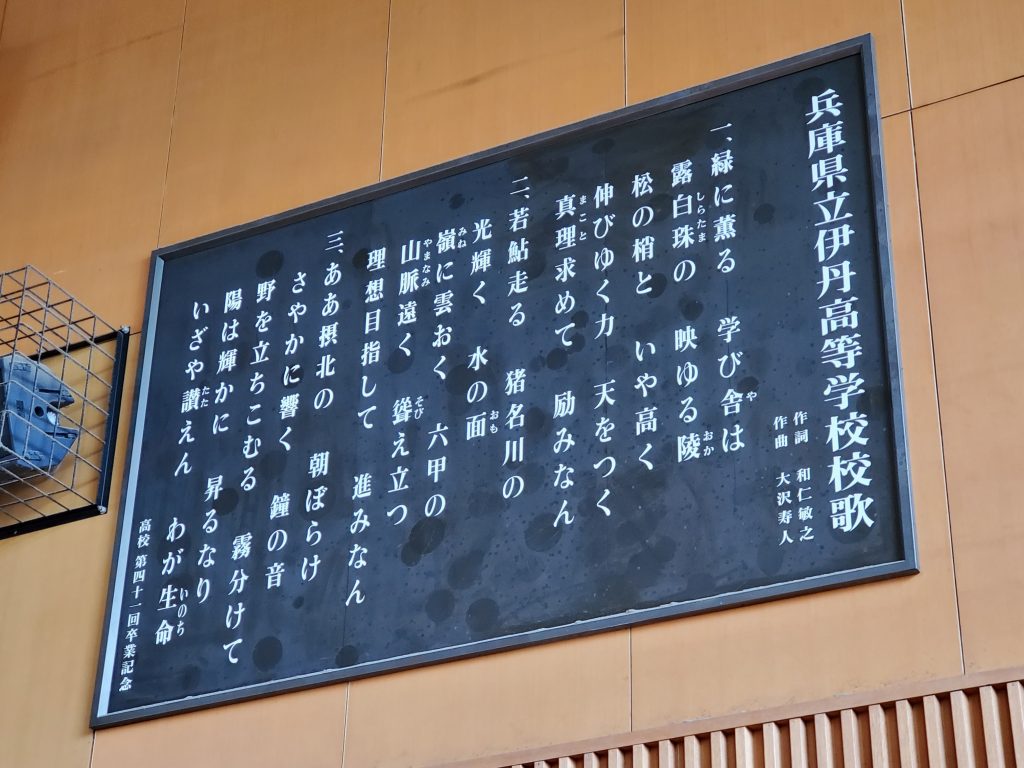 兵庫県立伊丹高等学校校歌
作詞 和仁敏之
作曲 大沢寿人
一、緑に薫る 学び舎は
露白珠の 映ゆる陵
松の梢と いや高く
伸びゆく力 天をつく
真理求めて 励みなん
二、若鮎走る 猪名川の
光輝く 水の面
嶺に雲おく 六甲の
山脈遠く 聳え立つ
理想目指して 進みなん
三、ああ摂北の 朝ぼらけ
さやかに響く 鐘の音
野を立ちこむる 霧分けて
陽は輝かに 昇るなり
いざや讃えん わが生命
高校第四十一回卒業記念